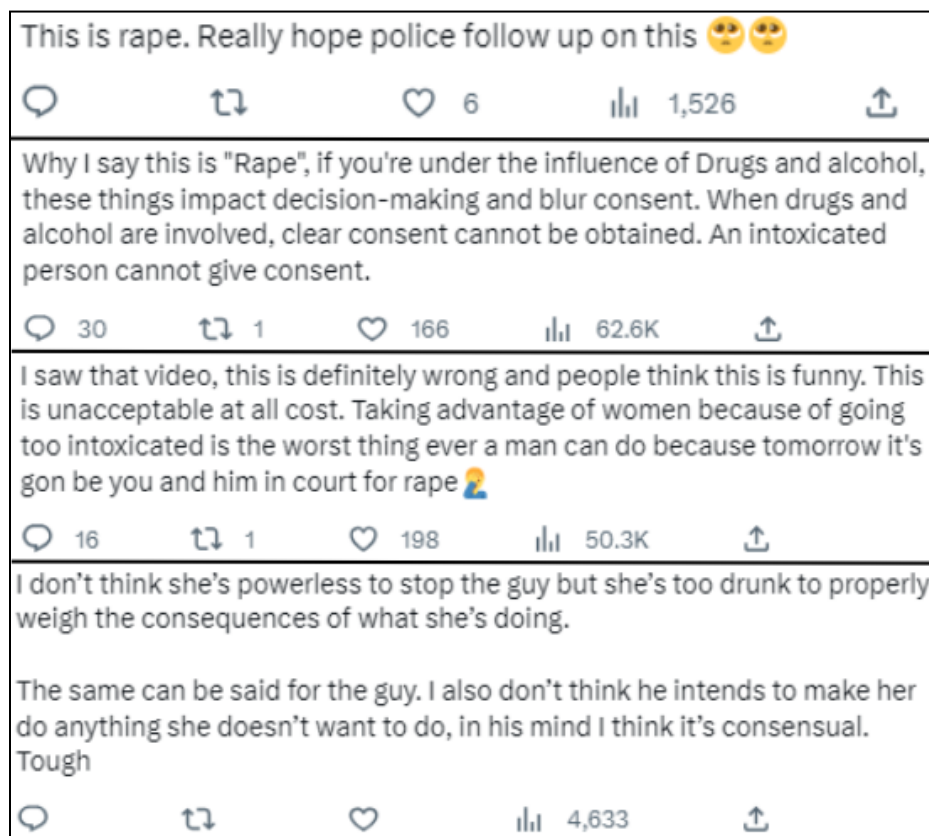 This is rape. Really hope police follow up on this 🥺🥺
6 1,526
Why I say this is "Rape", if you're under the influence of Drugs and alcohol,
these things impact decision-making and blur consent. When drugs and
alcohol are involved, clear consent cannot be obtained. An intoxicated
person cannot give consent.
30 1 166 62.6K
I saw that video, this is definitely wrong and people think this is funny. This
is unacceptable at all cost. Taking advantage of women because of going
too intoxicated is the worst thing ever a man can do because tomorrow it's
gon be you and him in court for rape🤦‍♂️
16 1 198 50.3K
I don’t think she’s powerless to stop the guy but she’s too drunk to properly
weigh the consequences of what she’s doing.
The same can be said for the guy. I also don’t think he intends to make her
do anything she doesn’t want to do, in his mind I think it’s consensual.
Tough
4,633